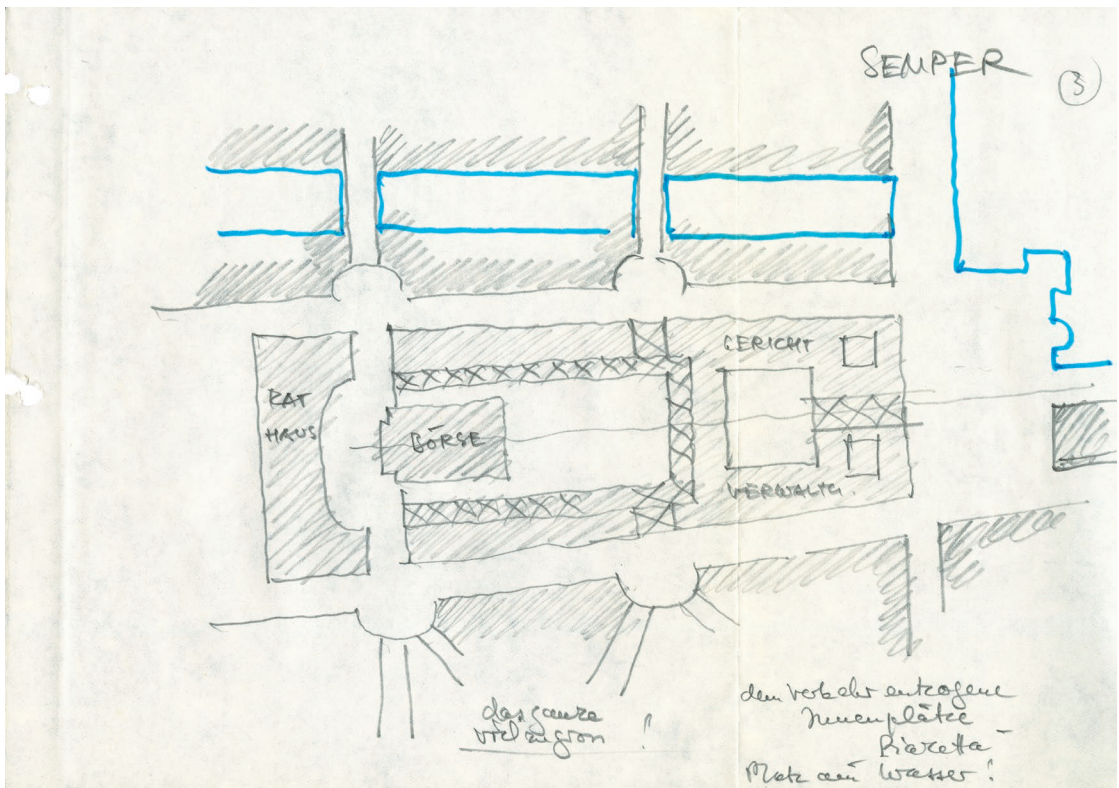 SEMPER
3
GERICHT
RAT
HAUS
BÖRSE
VERWALTG.
das ganze
viel zu gross !
dem Verkehr entzogene
Innenplätze
Piazetta
Platz am Wasser !